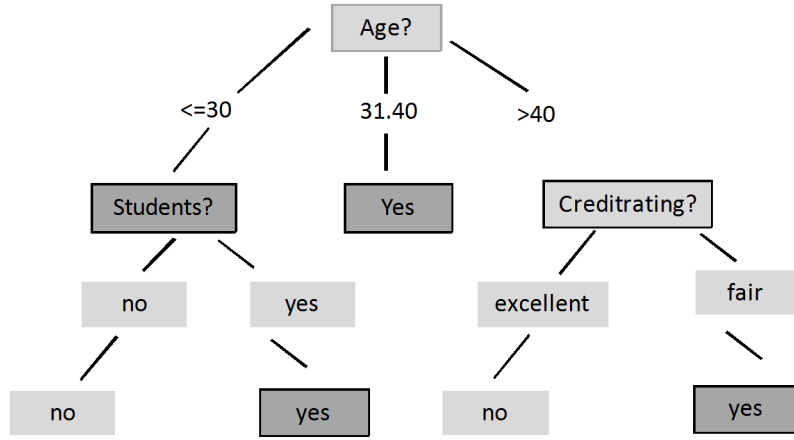 Age?
<=30
31.40
>40
Students?
Yes
Creditrating?
no
yes
excellent
fair
no
yes
no
yes